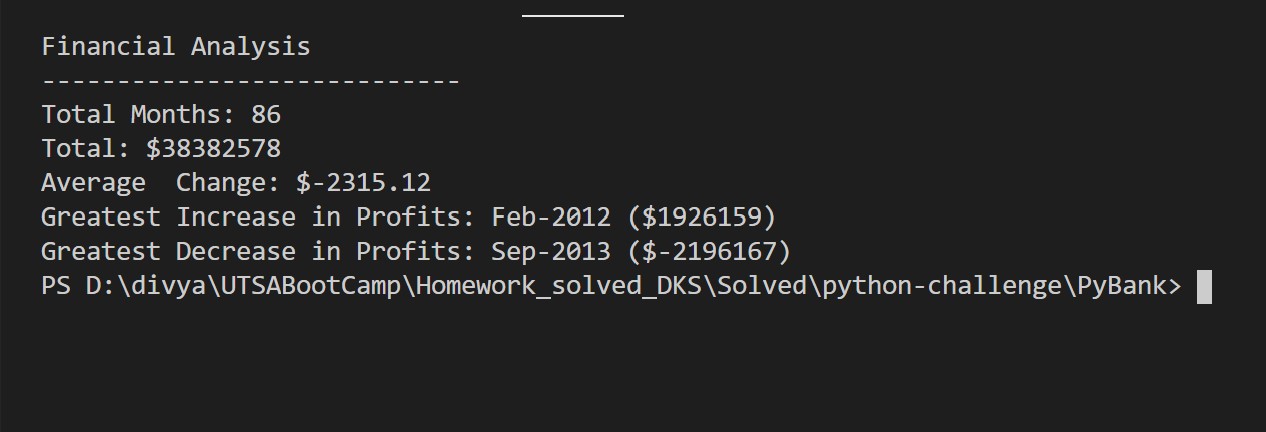 Financial Analysis
----------------------------
Total Months: 86
Total: $38382578
Average  Change: $-2315.12
Greatest Increase in Profits: Feb-2012 ($1926159)
Greatest Decrease in Profits: Sep-2013 ($-2196167)
PS D:\divya\UTSABootCamp\Homework_solved_DKS\Solved\python-challenge\PyBank>